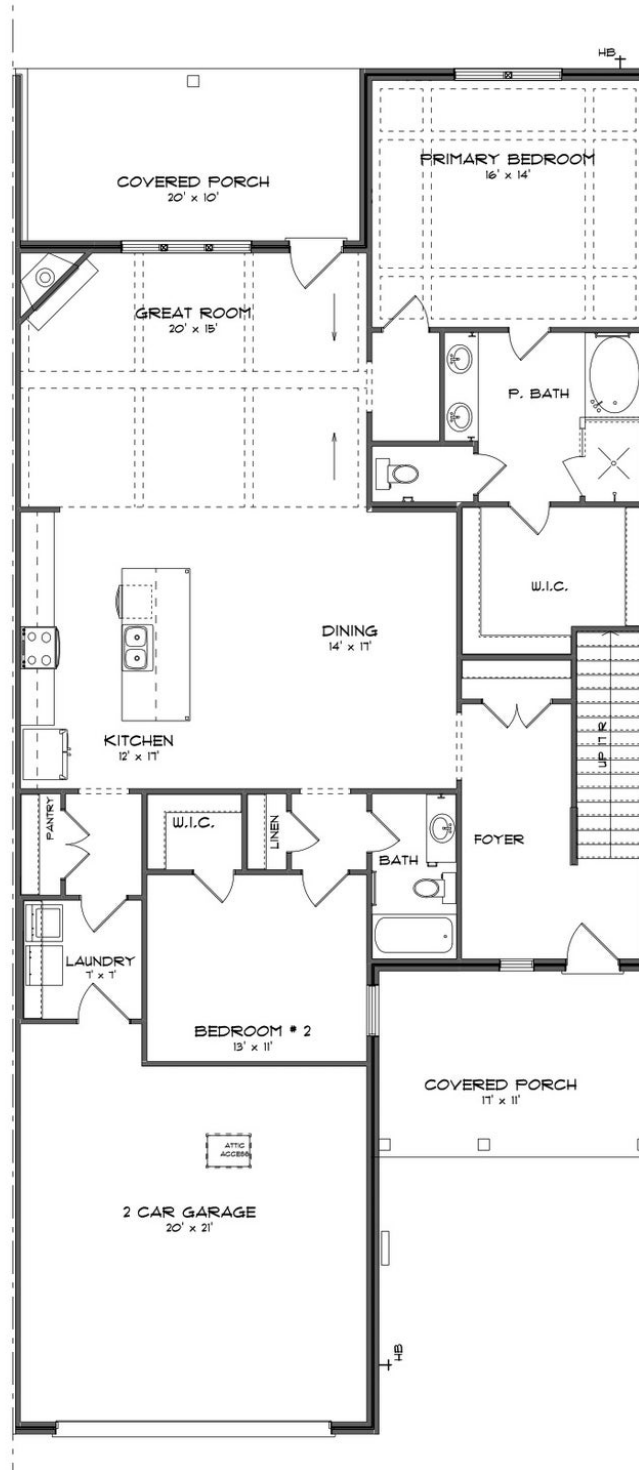 HB
COVERED PORCH
20' x 10'
PRIMARY BEDROOM
16' x 14'
GREAT ROOM
20' x 15'
P. BATH
W.I.C.
DINING
14' x 17'
KITCHEN
12' x 17'
UP 17 R
PANTRY
W.I.C.
LINEN
BATH
FOYER
LAUNDRY
7' x 7'
BEDROOM # 2
13' x 11'
COVERED PORCH
17' x 11'
ATTIC
ACCESS
2 CAR GARAGE
20' x 21'
HB